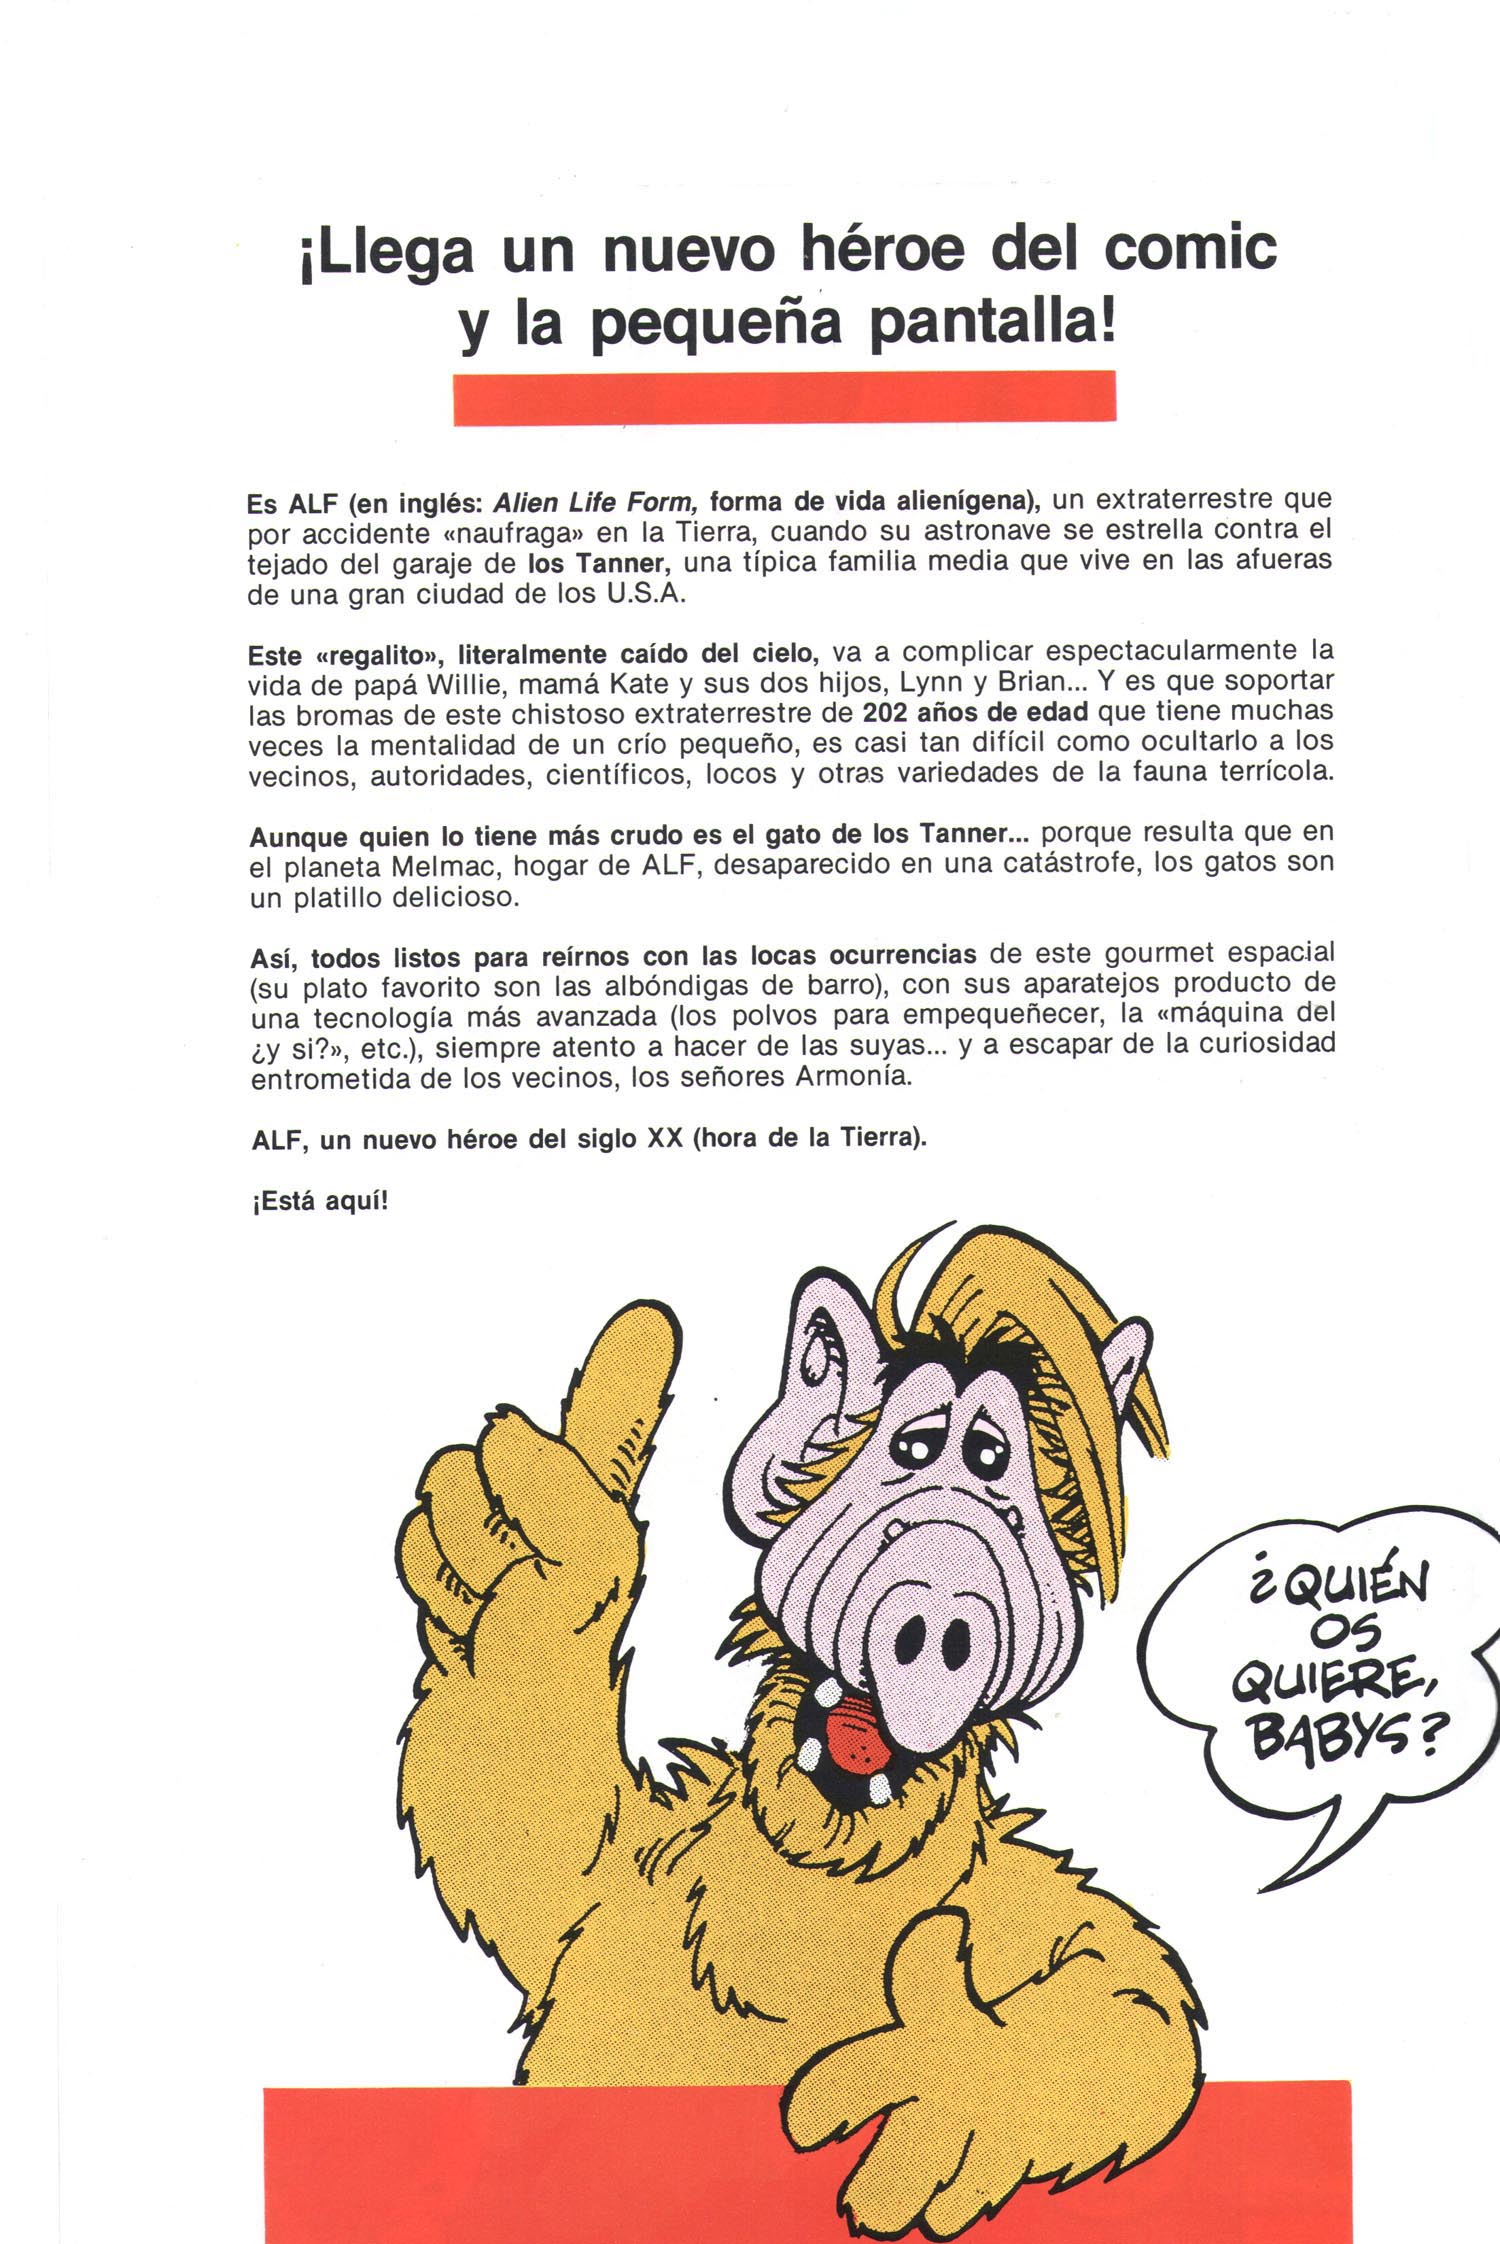 ¡Llega un nuevo héroe del comic
y la pequeña pantalla!
Es ALF (en inglés: Alien Life Form, forma de vida alienígena), un extraterrestre que
por accidente «naufraga» en la Tierra, cuando su astronave se estrella contra el
tejado del garaje de los Tanner, una típica familia media que vive en las afueras
de una gran ciudad de los U.S.A.
Este «regalito», literalmente caído del cielo, va a complicar espectacularmente la
vida de papá Willie, mamá Kate y sus dos hijos, Lynn y Brian... Y es que soportar
las bromas de este chistoso extraterrestre de 202 años de edad que tiene muchas
veces la mentalidad de un crío pequeño, es casi tan difícil como ocultarlo a los
vecinos, autoridades, científicos, locos y otras variedades de la fauna terrícola.
Aunque quien lo tiene más crudo es el gato de los Tanner... porque resulta que en
el planeta Melmac, hogar de ALF, desaparecido en una catástrofe, los gatos son
un platillo delicioso.
Así, todos listos para reírnos con las locas ocurrencias de este gourmet espacial
(su plato favorito son las albóndigas de barro), con sus aparatejos producto de
una tecnología más avanzada (los polvos para empequeñecer, la «máquina del
¿y si?», etc.), siempre atento a hacer de las suyas... y a escapar de la curiosidad
entrometida de los vecinos, los señores Armonía.
ALF, un nuevo héroe del siglo XX (hora de la Tierra).
¡Está aquí!
¿QUIÉN
OS
QUIERE,
BABYS?